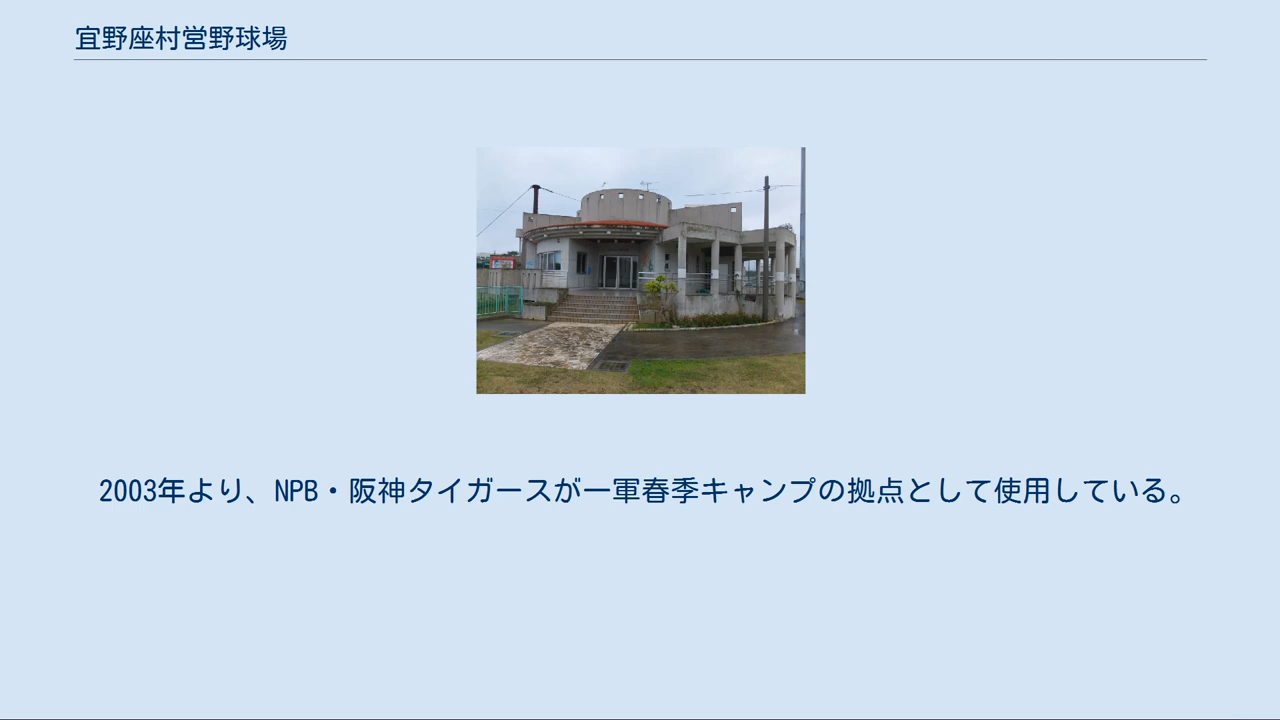 宜野座村営野球場
2003年より、NPB・阪神タイガースが一軍春季キャンプの拠点として使用している。